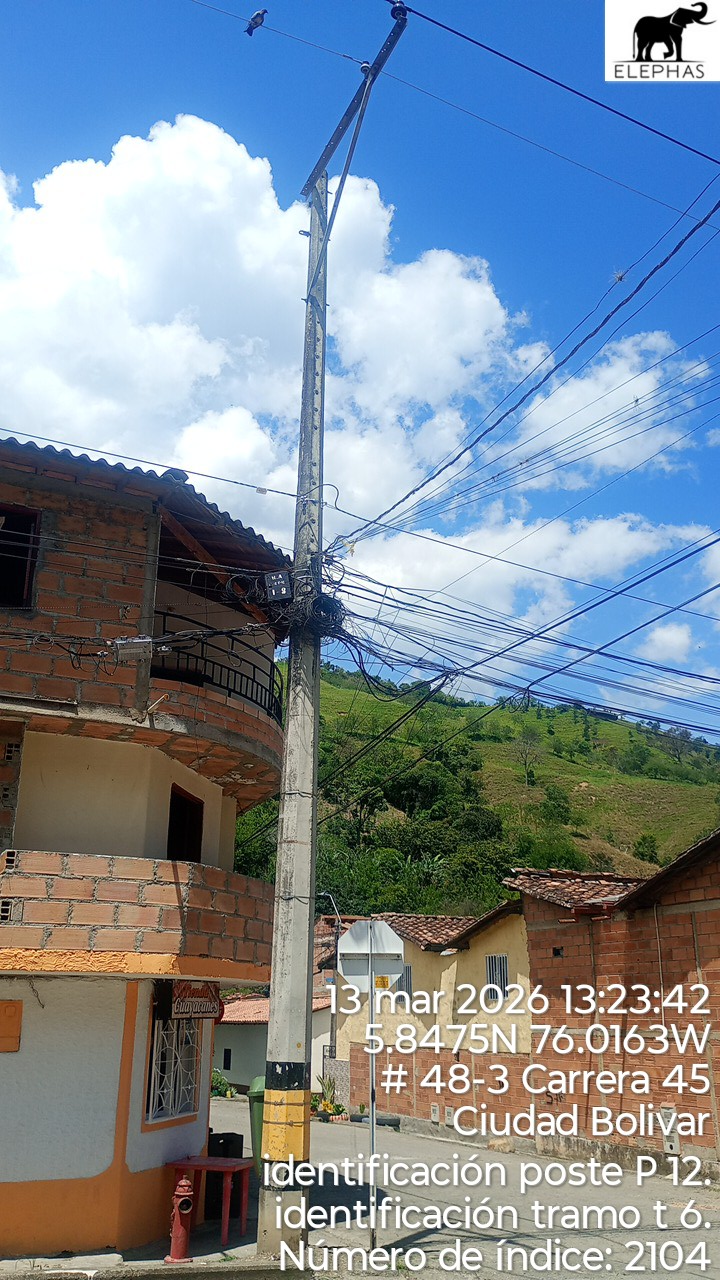 ELEPHAS
Guayacanes
13 mar 2026 13:23:42
5.8475N 76.0163W
# 48-3 Carrera 45
Ciudad Bolivar
identificación poste P 12.
identificación tramo t 6.
Número de índice: 2104